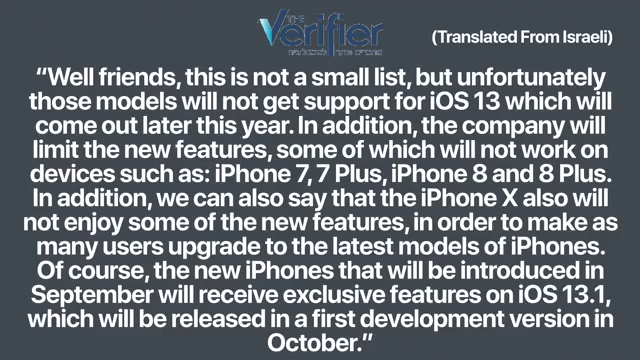 THE
Verifier
(Translated From Israeli)
“Well friends, this is not a small list, but unfortunately
those models will not get support for iOS 13 which will
come out later this year. In addition, the company will
limit the new features, some of which will not work on
devices such as: iPhone 7, 7 Plus, iPhone 8 and 8 Plus.
In addition, we can also say that the iPhone X also will
not enjoy some of the new features, in order to make as
many users upgrade to the latest models of iPhones.
Of course, the new iPhones that will be introduced in
September will receive exclusive features on iOS 13.1,
which will be released in a first development version in
October.”